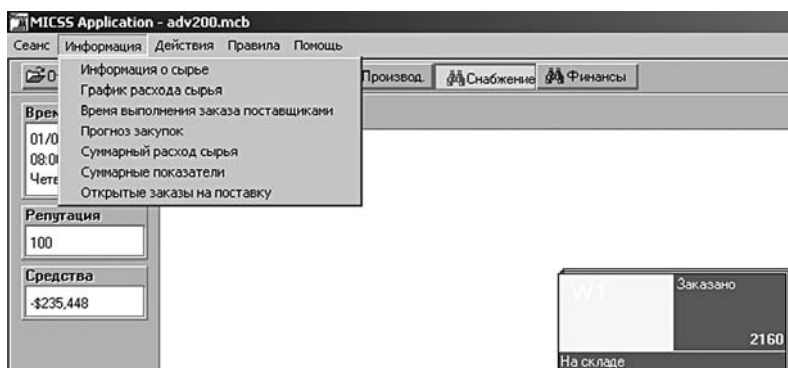 MICSS Application - adv200.mcb
Сеанс Информация Действия Правила Помощь
Производ. Снабжение Финансы
Информация о сырье
График расхода сырья
Время выполнения заказа поставщиками
Прогноз закупок
Суммарный расход сырья
Суммарные показатели
Открытые заказы на поставку
Репутация
100
Средства
-$235,448
W1
Заказано
2160
На складе